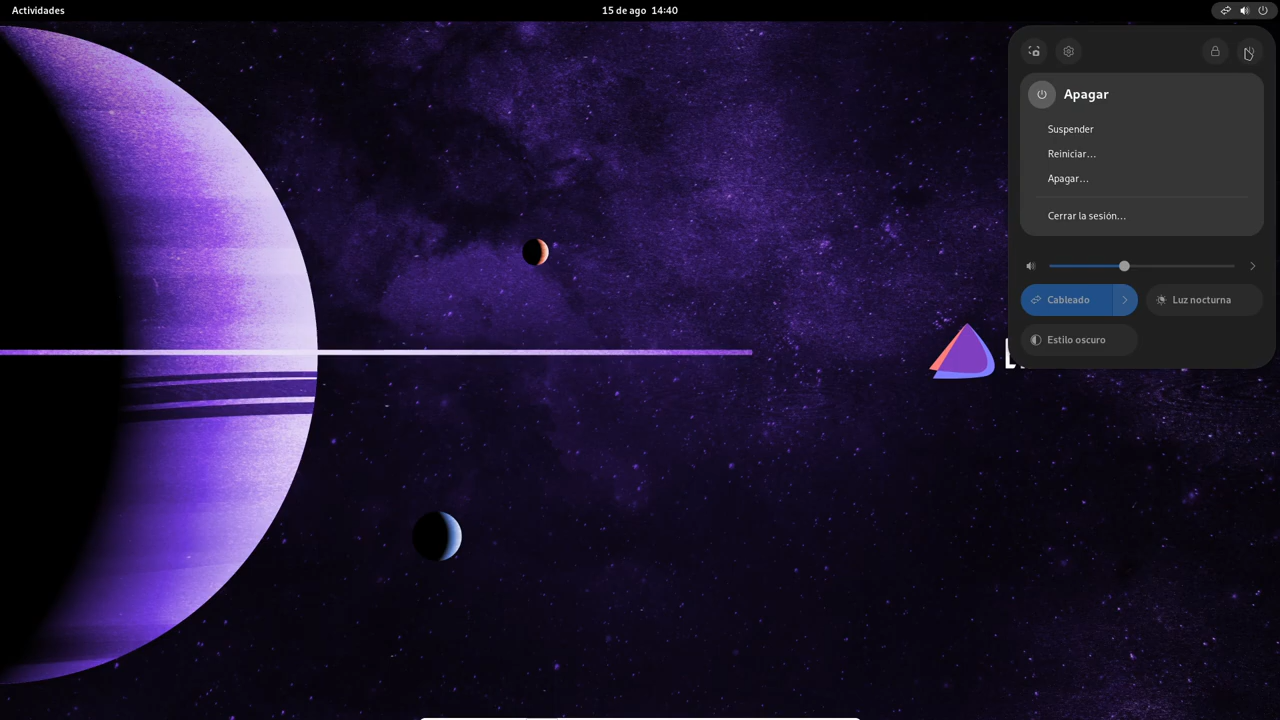 Actividades
15 de ago 14:40
Apagar
Suspender
Reiniciar...
Apagar...
Cerrar la sesión...
Cableado
Luz nocturna
Estilo oscuro